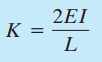 K = 2EI / L